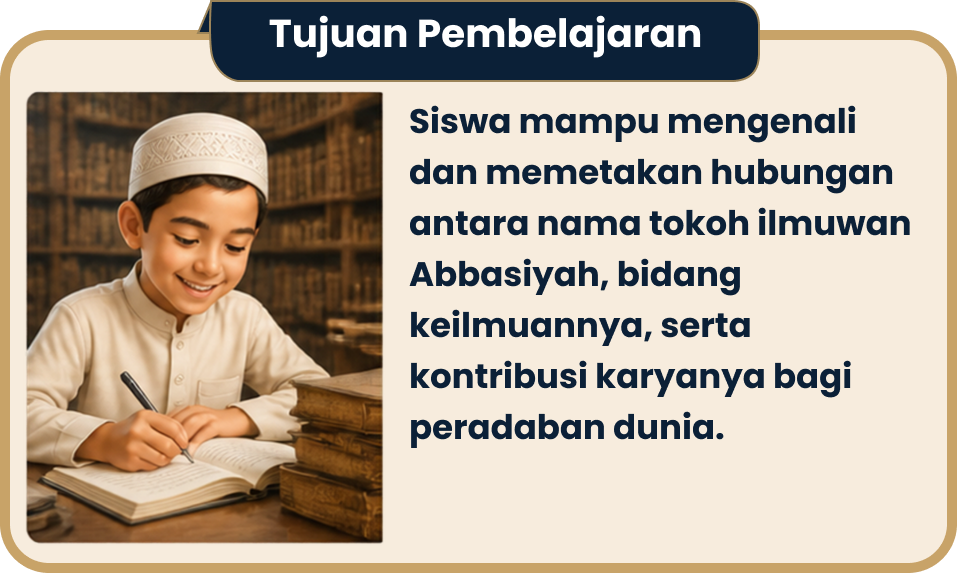 Tujuan Pembelajaran
Siswa mampu mengenali
dan memetakan hubungan
antara nama tokoh ilmuwan
Abbasiyah, bidang
keilmuannya, serta
kontribusi karyanya bagi
peradaban dunia.